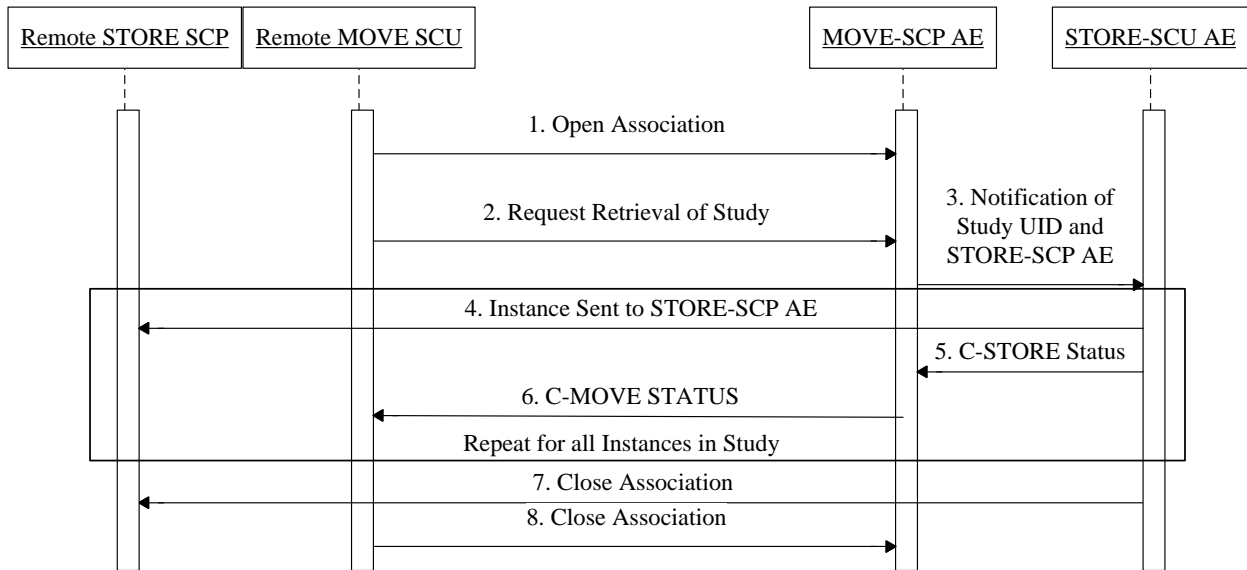 Remote STORE SCP
Remote MOVE SCU
MOVE-SCP AE
STORE-SCU AE
1. Open Association
2. Request Retrieval of Study
3. Notification of
Study UID and
STORE-SCP AE
4. Instance Sent to STORE-SCP AE
5. C-STORE Status
6. C-MOVE STATUS
Repeat for all Instances in Study
7. Close Association
8. Close Association